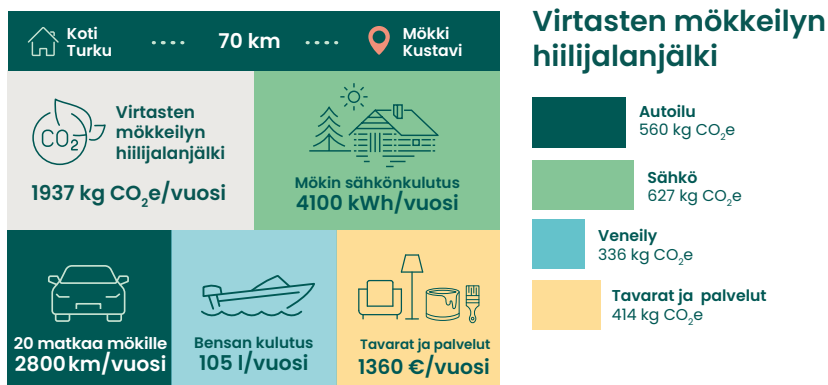 Koti
Turku
.... 70 km ....
Mökki
Kustavi
CO₂
Virtasten
mökkeilyn
hiilijalanjälki
1937 kg CO₂e/vuosi
Mökin sähkönkulutus
4100 kWh/vuosi
20 matkaa mökille
2800 km/vuosi
Bensan kulutus
105 l/vuosi
Tavarat ja palvelut
1360 €/vuosi
Virtasten mökkeilyn
hiilijalanjälki
Autoilu
560 kg CO₂e
Sähkö
627 kg CO₂e
Veneily
336 kg CO₂e
Tavarat ja palvelut
414 kg CO₂e